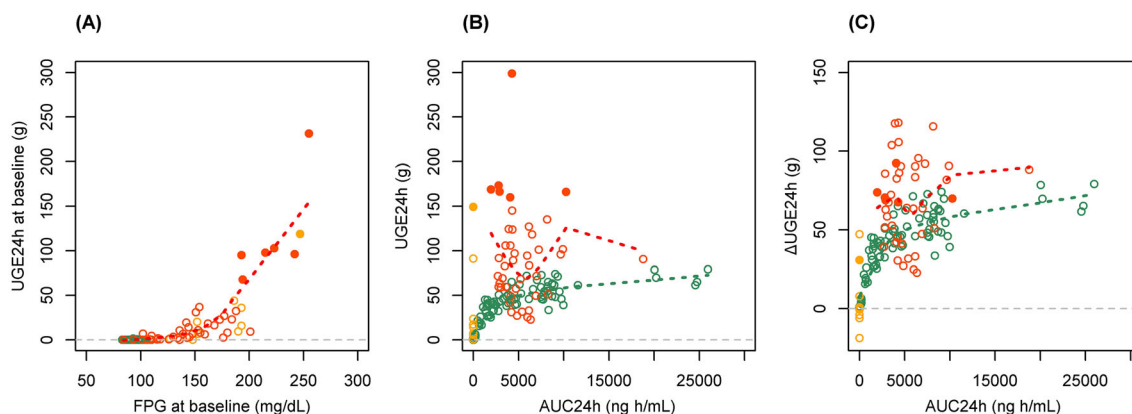 (A)
UGE24h at baseline (g)
300
250
200
150
100
50
0
50 100 150 200 250 300
FPG at baseline (mg/dL)
(B)
UGE24h (g)
300
250
200
150
100
50
0
0 5000 15000 25000
AUC24h (ng h/mL)
(C)
ΔUGE24h (g)
150
100
50
0
0 5000 15000 25000
AUC24h (ng h/mL)